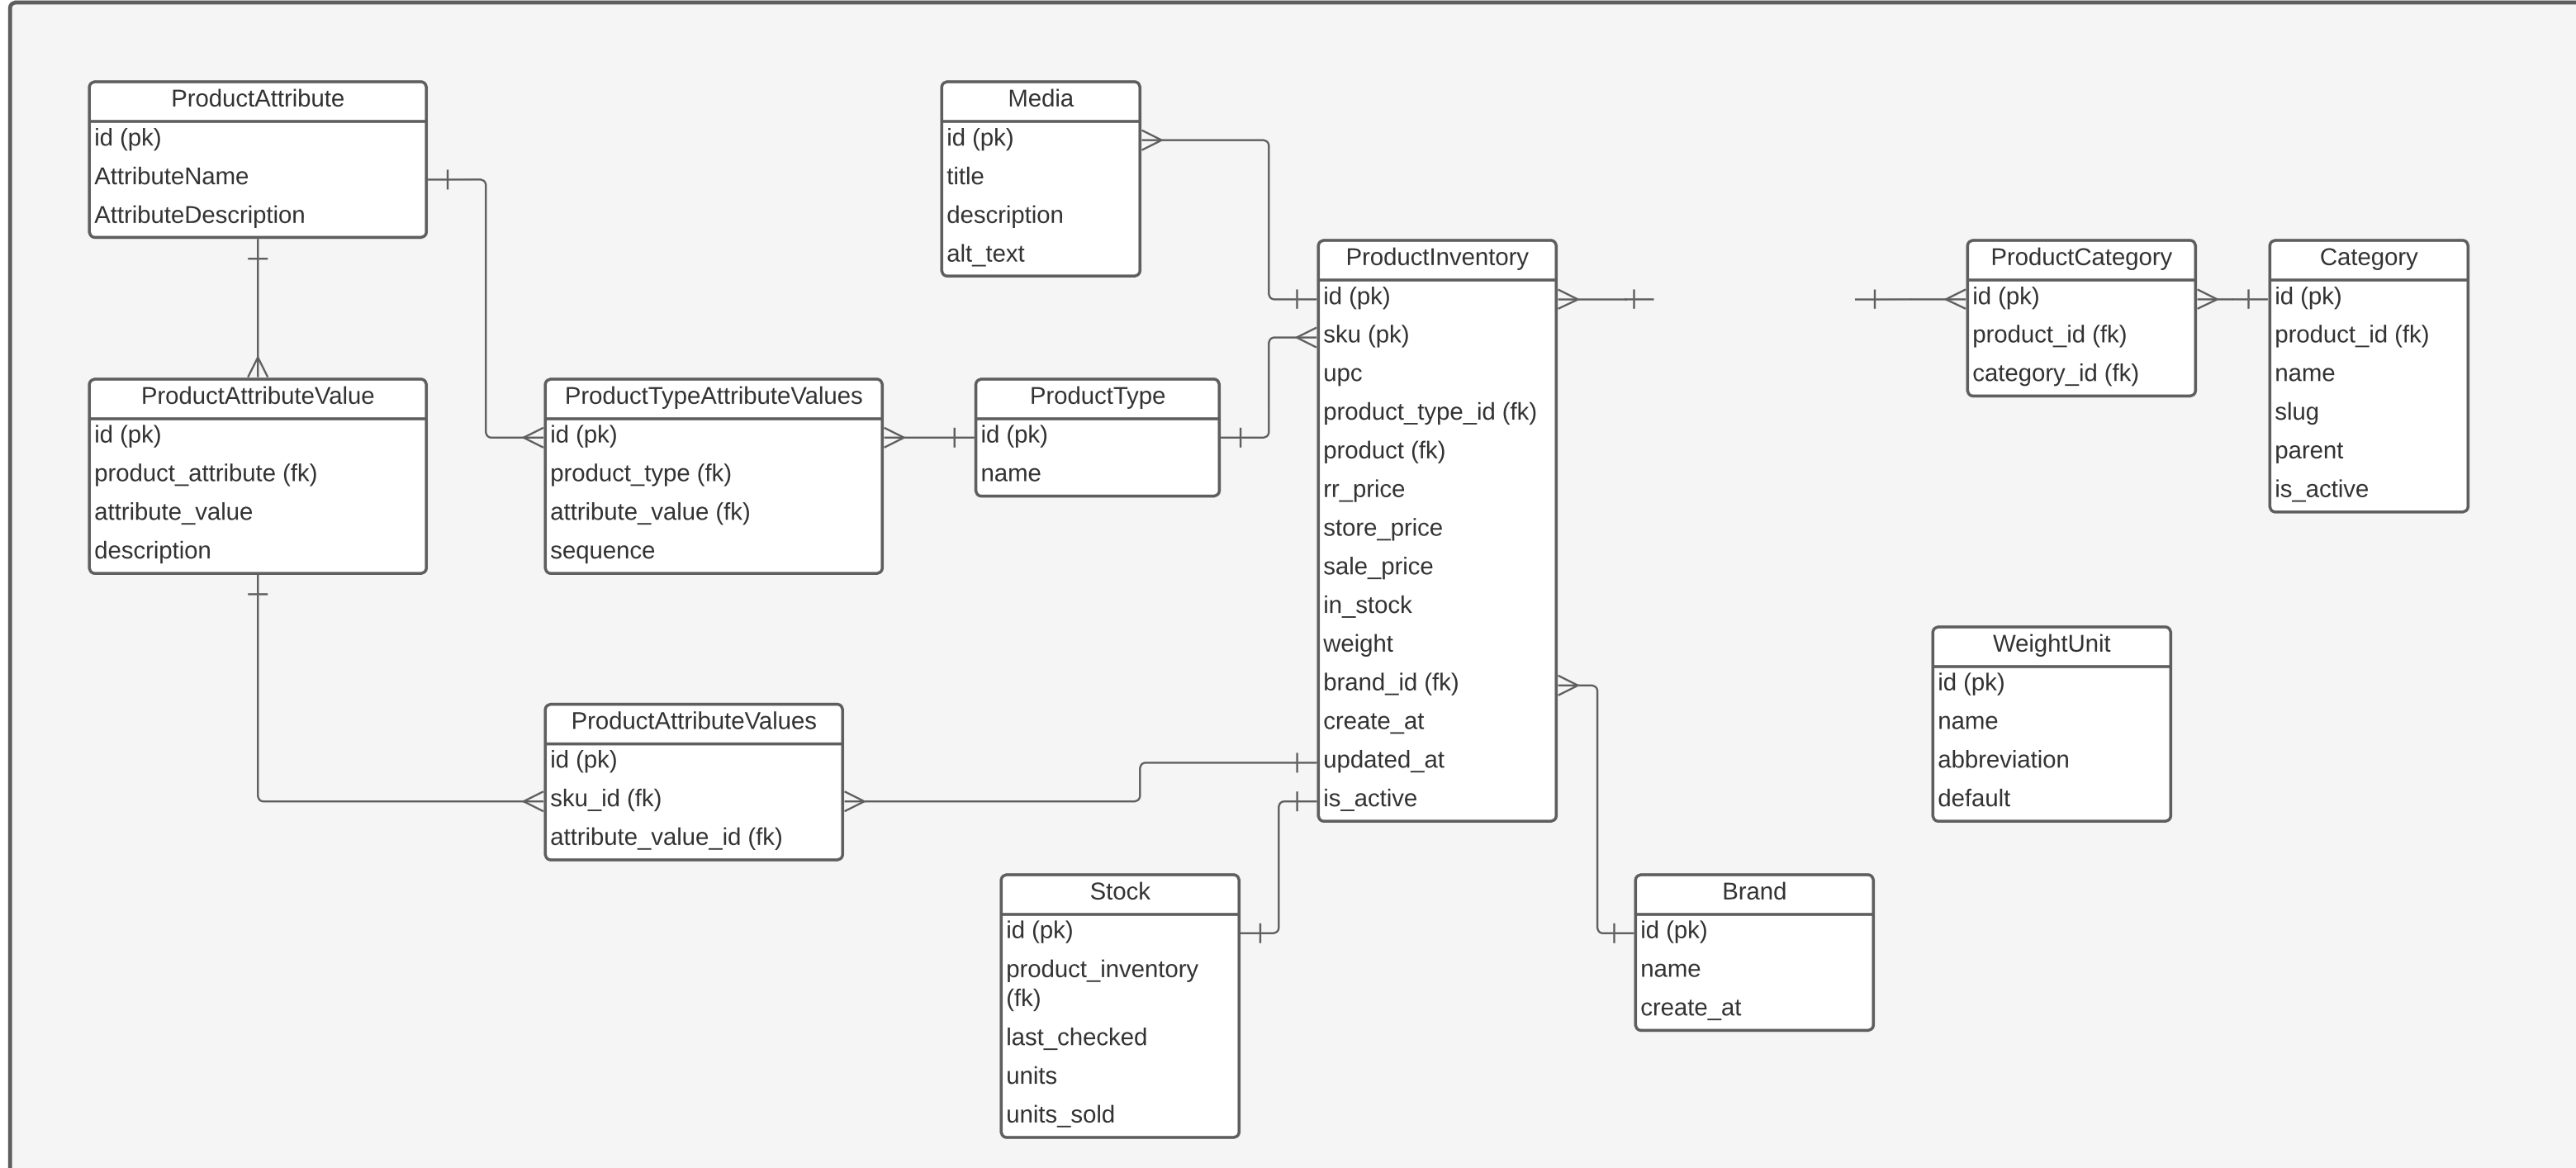 ProductAttribute
id (pk)
AttributeName
AttributeDescription
Media
id (pk)
title
description
alt_text
ProductInventory
id (pk)
sku (pk)
upc
product_type_id (fk)
product (fk)
rr_price
store_price
sale_price
in_stock
weight
brand_id (fk)
create_at
updated_at
is_active
ProductCategory
id (pk)
product_id (fk)
category_id (fk)
Category
id (pk)
product_id (fk)
name
slug
parent
is_active
ProductAttributeValue
id (pk)
product_attribute (fk)
attribute_value
description
ProductTypeAttributeValues
id (pk)
product_type (fk)
attribute_value (fk)
sequence
ProductType
id (pk)
name
WeightUnit
id (pk)
name
abbreviation
default
ProductAttributeValues
id (pk)
sku_id (fk)
attribute_value_id (fk)
Stock
id (pk)
product_inventory
(fk)
last_checked
units
units_sold
Brand
id (pk)
name
create_at